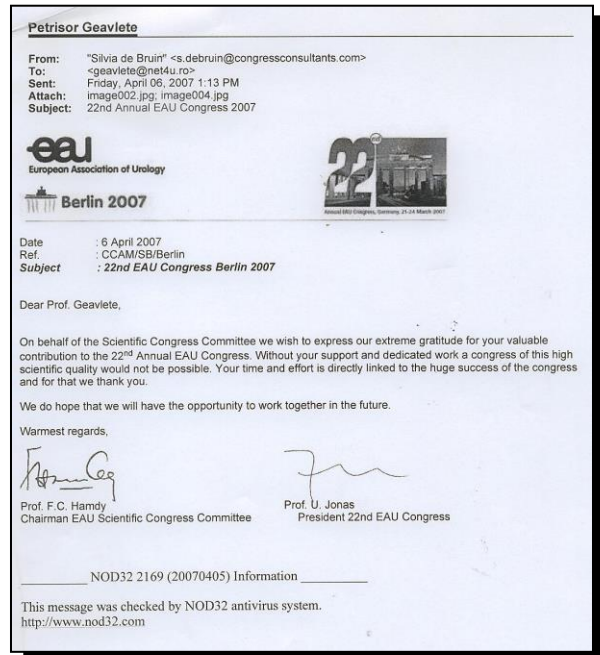 Petrisor Geavlete
From: "Silvia de Bruin" <s.debruin@congressconsultants.com>
To: <geavlete@net4u.ro>
Sent: Friday, April 06, 2007 1:13 PM
Attach: image002.jpg; image004.jpg
Subject: 22nd Annual EAU Congress 2007
eau
European Association of Urology
Berlin 2007
22
Annual EAU Congress, Germany, 21-24 March 2007
Date : 6 April 2007
Ref. : CCAM/SB/Berlin
Subject : 22nd EAU Congress Berlin 2007
Dear Prof. Geavlete,
On behalf of the Scientific Congress Committee we wish to express our extreme gratitude for your valuable
contribution to the 22nd Annual EAU Congress. Without your support and dedicated work a congress of this high
scientific quality would not be possible. Your time and effort is directly linked to the huge success of the congress
and for that we thank you.
We do hope that we will have the opportunity to work together in the future.
Warmest regards,
Prof. F.C. Hamdy Prof. U. Jonas
Chairman EAU Scientific Congress Committee President 22nd EAU Congress
__________ NOD32 2169 (20070405) Information __________
This message was checked by NOD32 antivirus system.
http://www.nod32.com